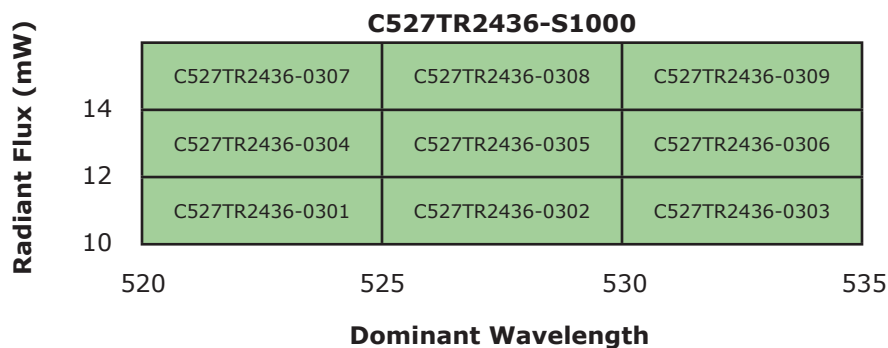 C527TR2436-S1000
Radiant Flux (mW)
C527TR2436-0307 C527TR2436-0308 C527TR2436-0309
14
C527TR2436-0304 C527TR2436-0305 C527TR2436-0306
12
C527TR2436-0301 C527TR2436-0302 C527TR2436-0303
10
520 525 530 535
Dominant Wavelength